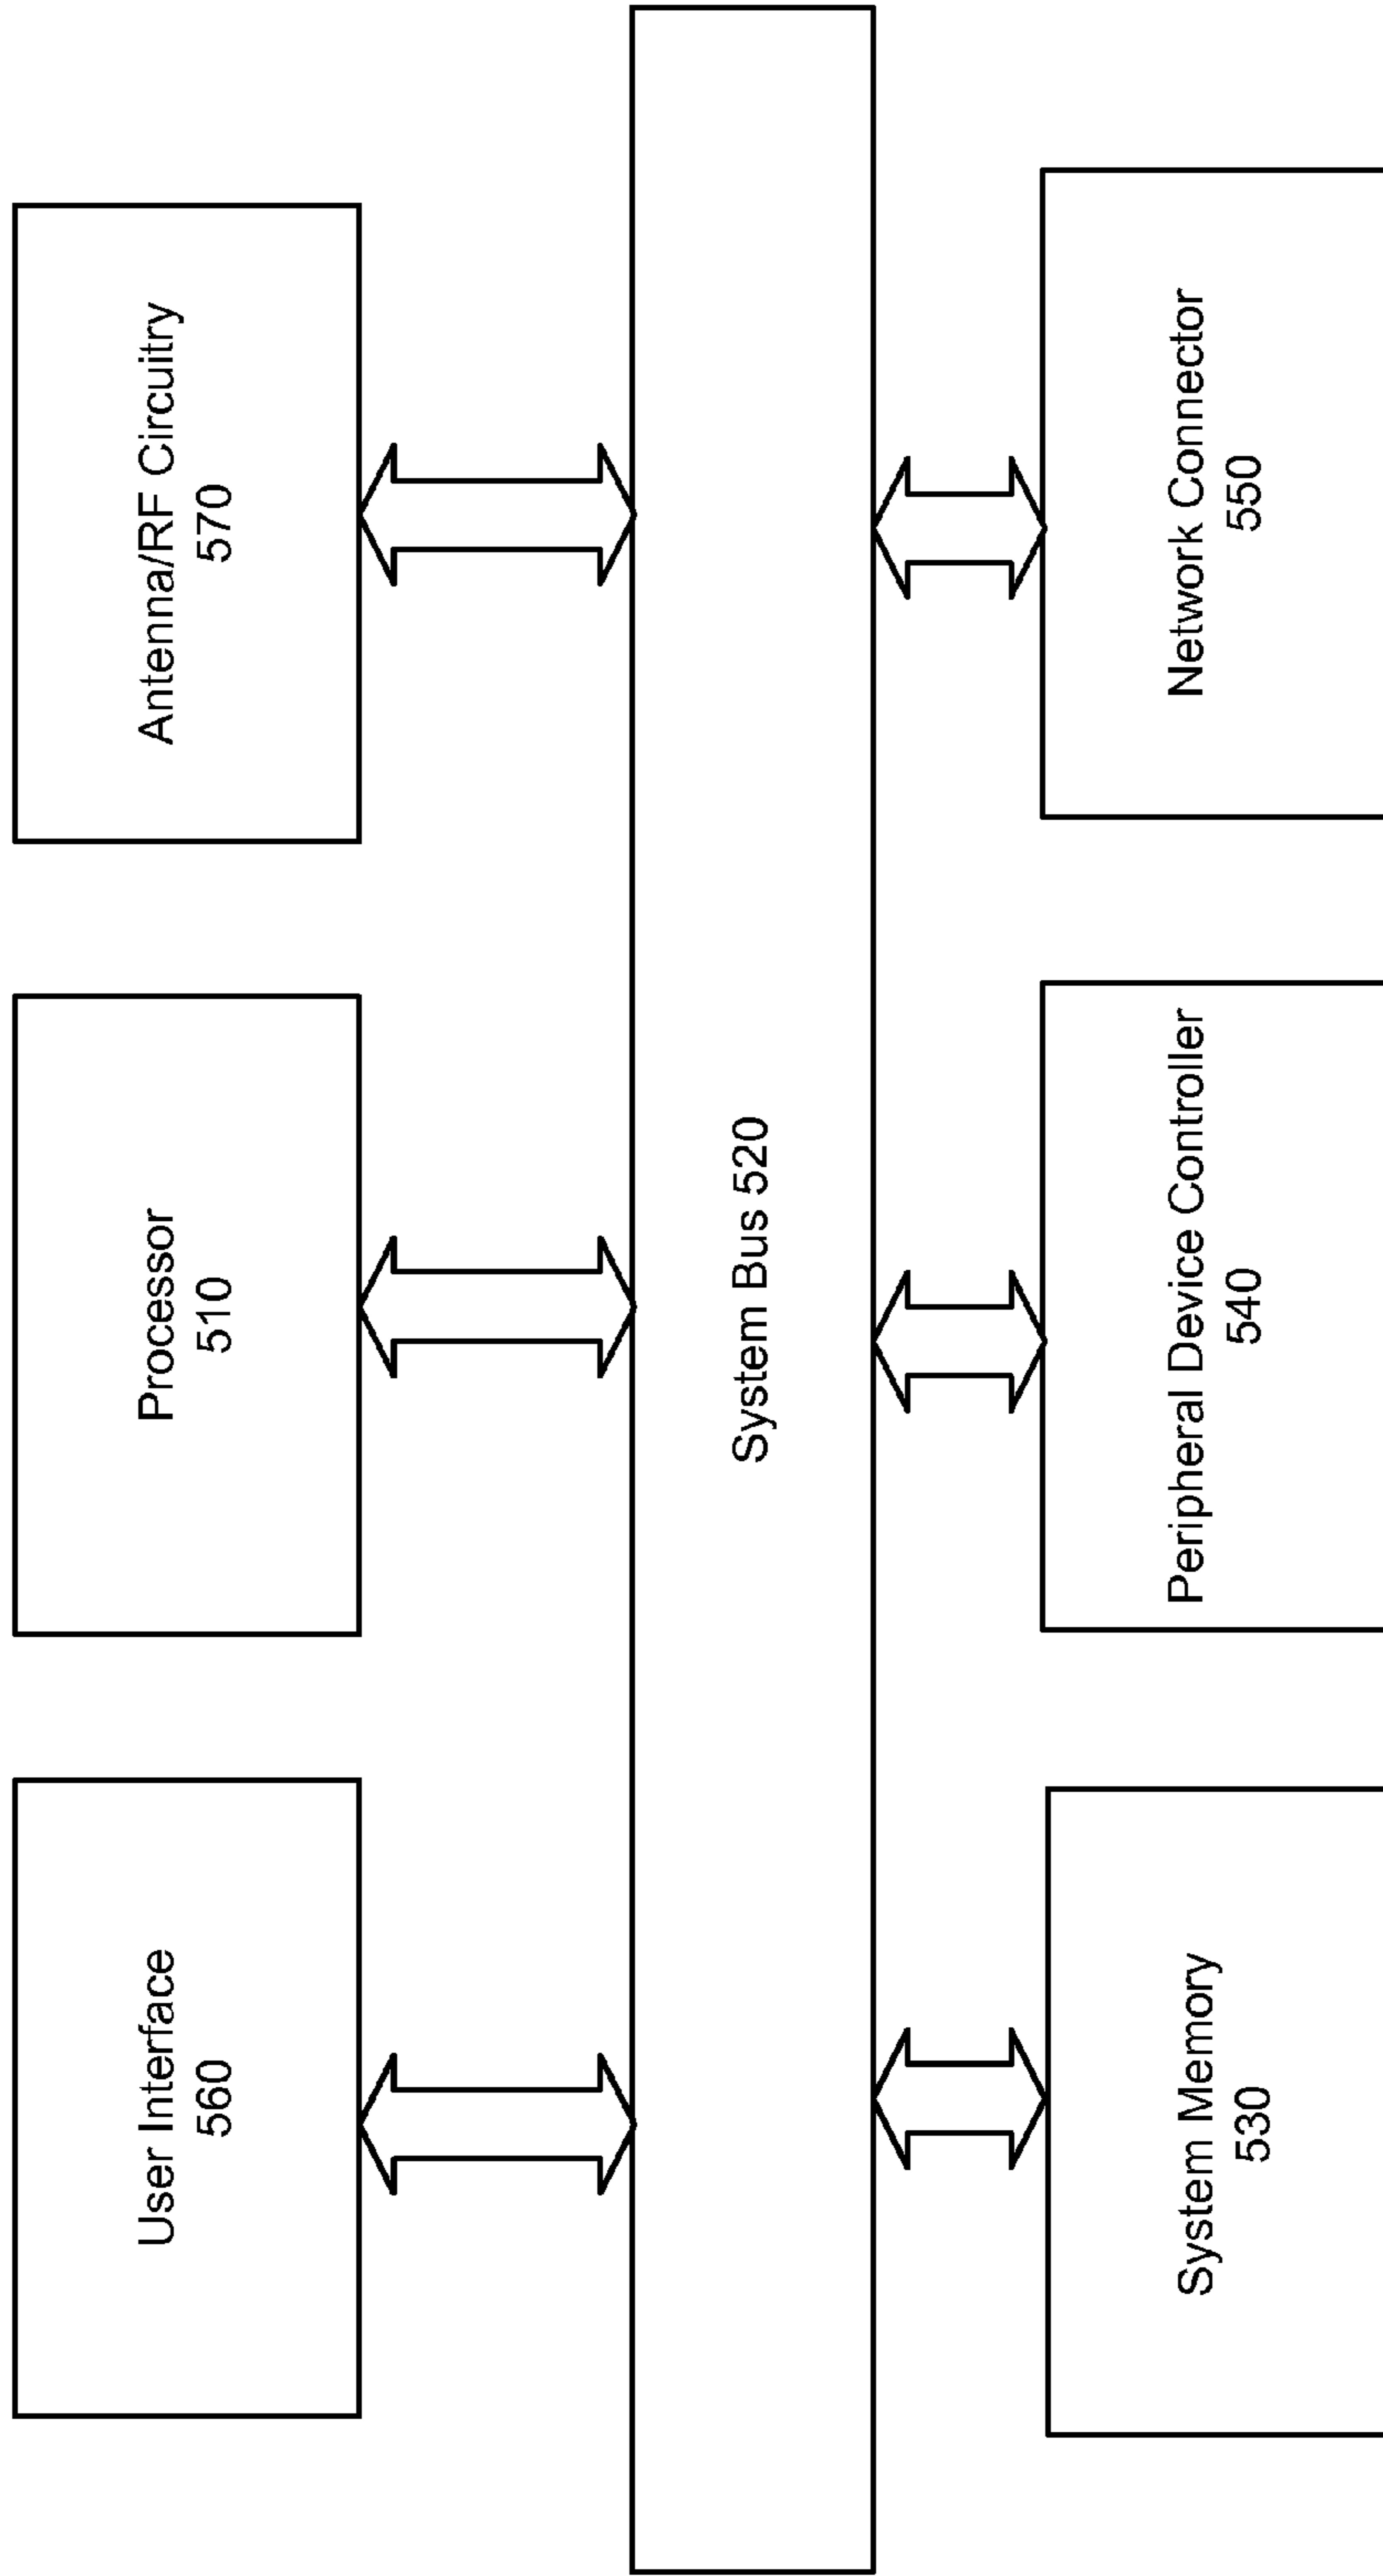 User Interface
560
Processor
510
Antenna/RF Circuitry
570
System Bus 520
System Memory
530
Peripheral Device Controller
540
Network Connector
550